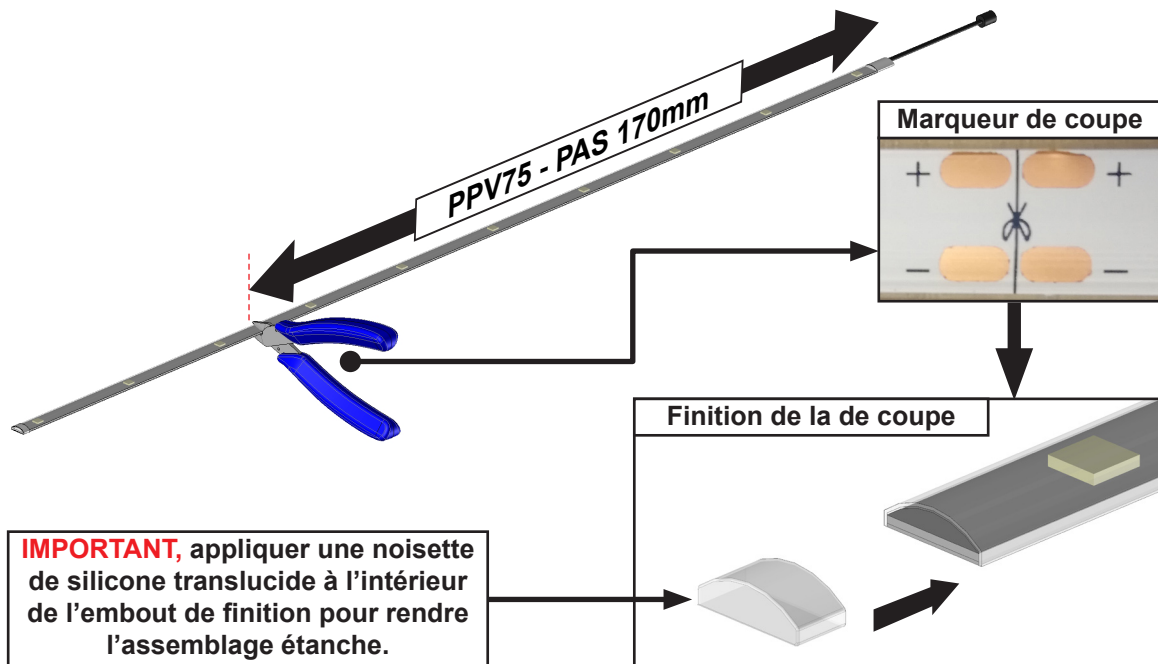 PPV75 - PAS 170mm
Marqueur de coupe
+ +
− −
Finition de la de coupe
IMPORTANT, appliquer une noisette
de silicone translucide à l’intérieur
de l’embout de finition pour rendre
l’assemblage étanche.